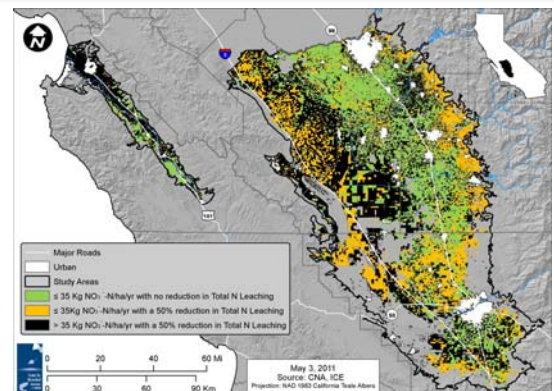 N
5
99
101
99
Major Roads
Urban
Study Areas
≤ 35 Kg NO₃⁻-N/ha/yr with no reduction in Total N Leaching
≤ 35Kg NO₃⁻-N/ha/yr with a 50% reduction in Total N Leaching
> 35 Kg NO₃⁻-N/ha/yr with a 50% reduction in Total N Leaching
0 20 40 60 Mi
0 30 60 90 Km
May 3, 2011
Source: CNA, ICE
Projection: NAD 1983 California Teale Albers